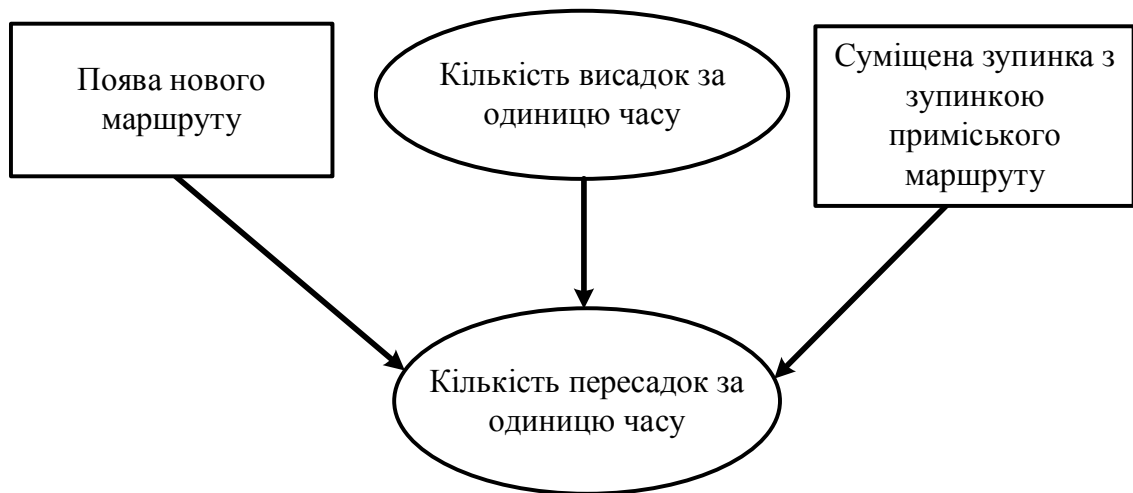 Поява нового
маршруту
Кількість висадок за
одиницю часу
Суміщена зупинка з
зупинкою
приміського
маршруту
Кількість пересадок за
одиницю часу